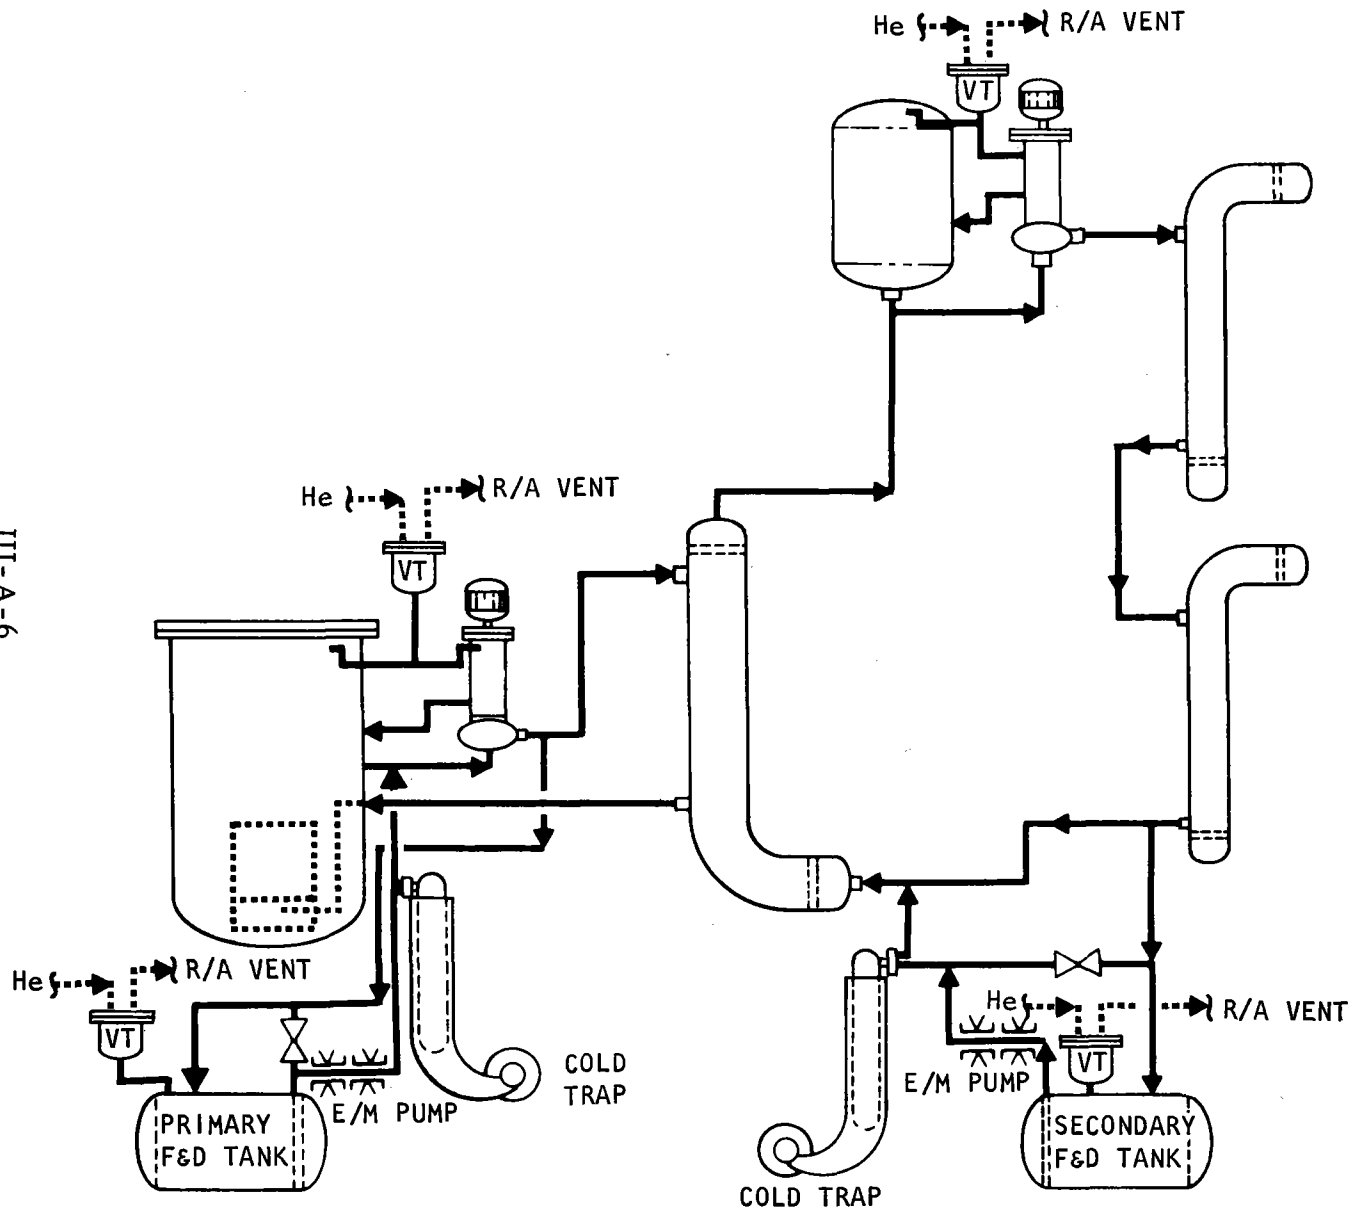 He
R/A VENT
VT
He
R/A VENT
VT
III-A-6
He
R/A VENT
VT
COLD
TRAP
E/M PUMP
PRIMARY
F&D TANK
He
R/A VENT
VT
E/M PUMP
SECONDARY
F&D TANK
COLD TRAP